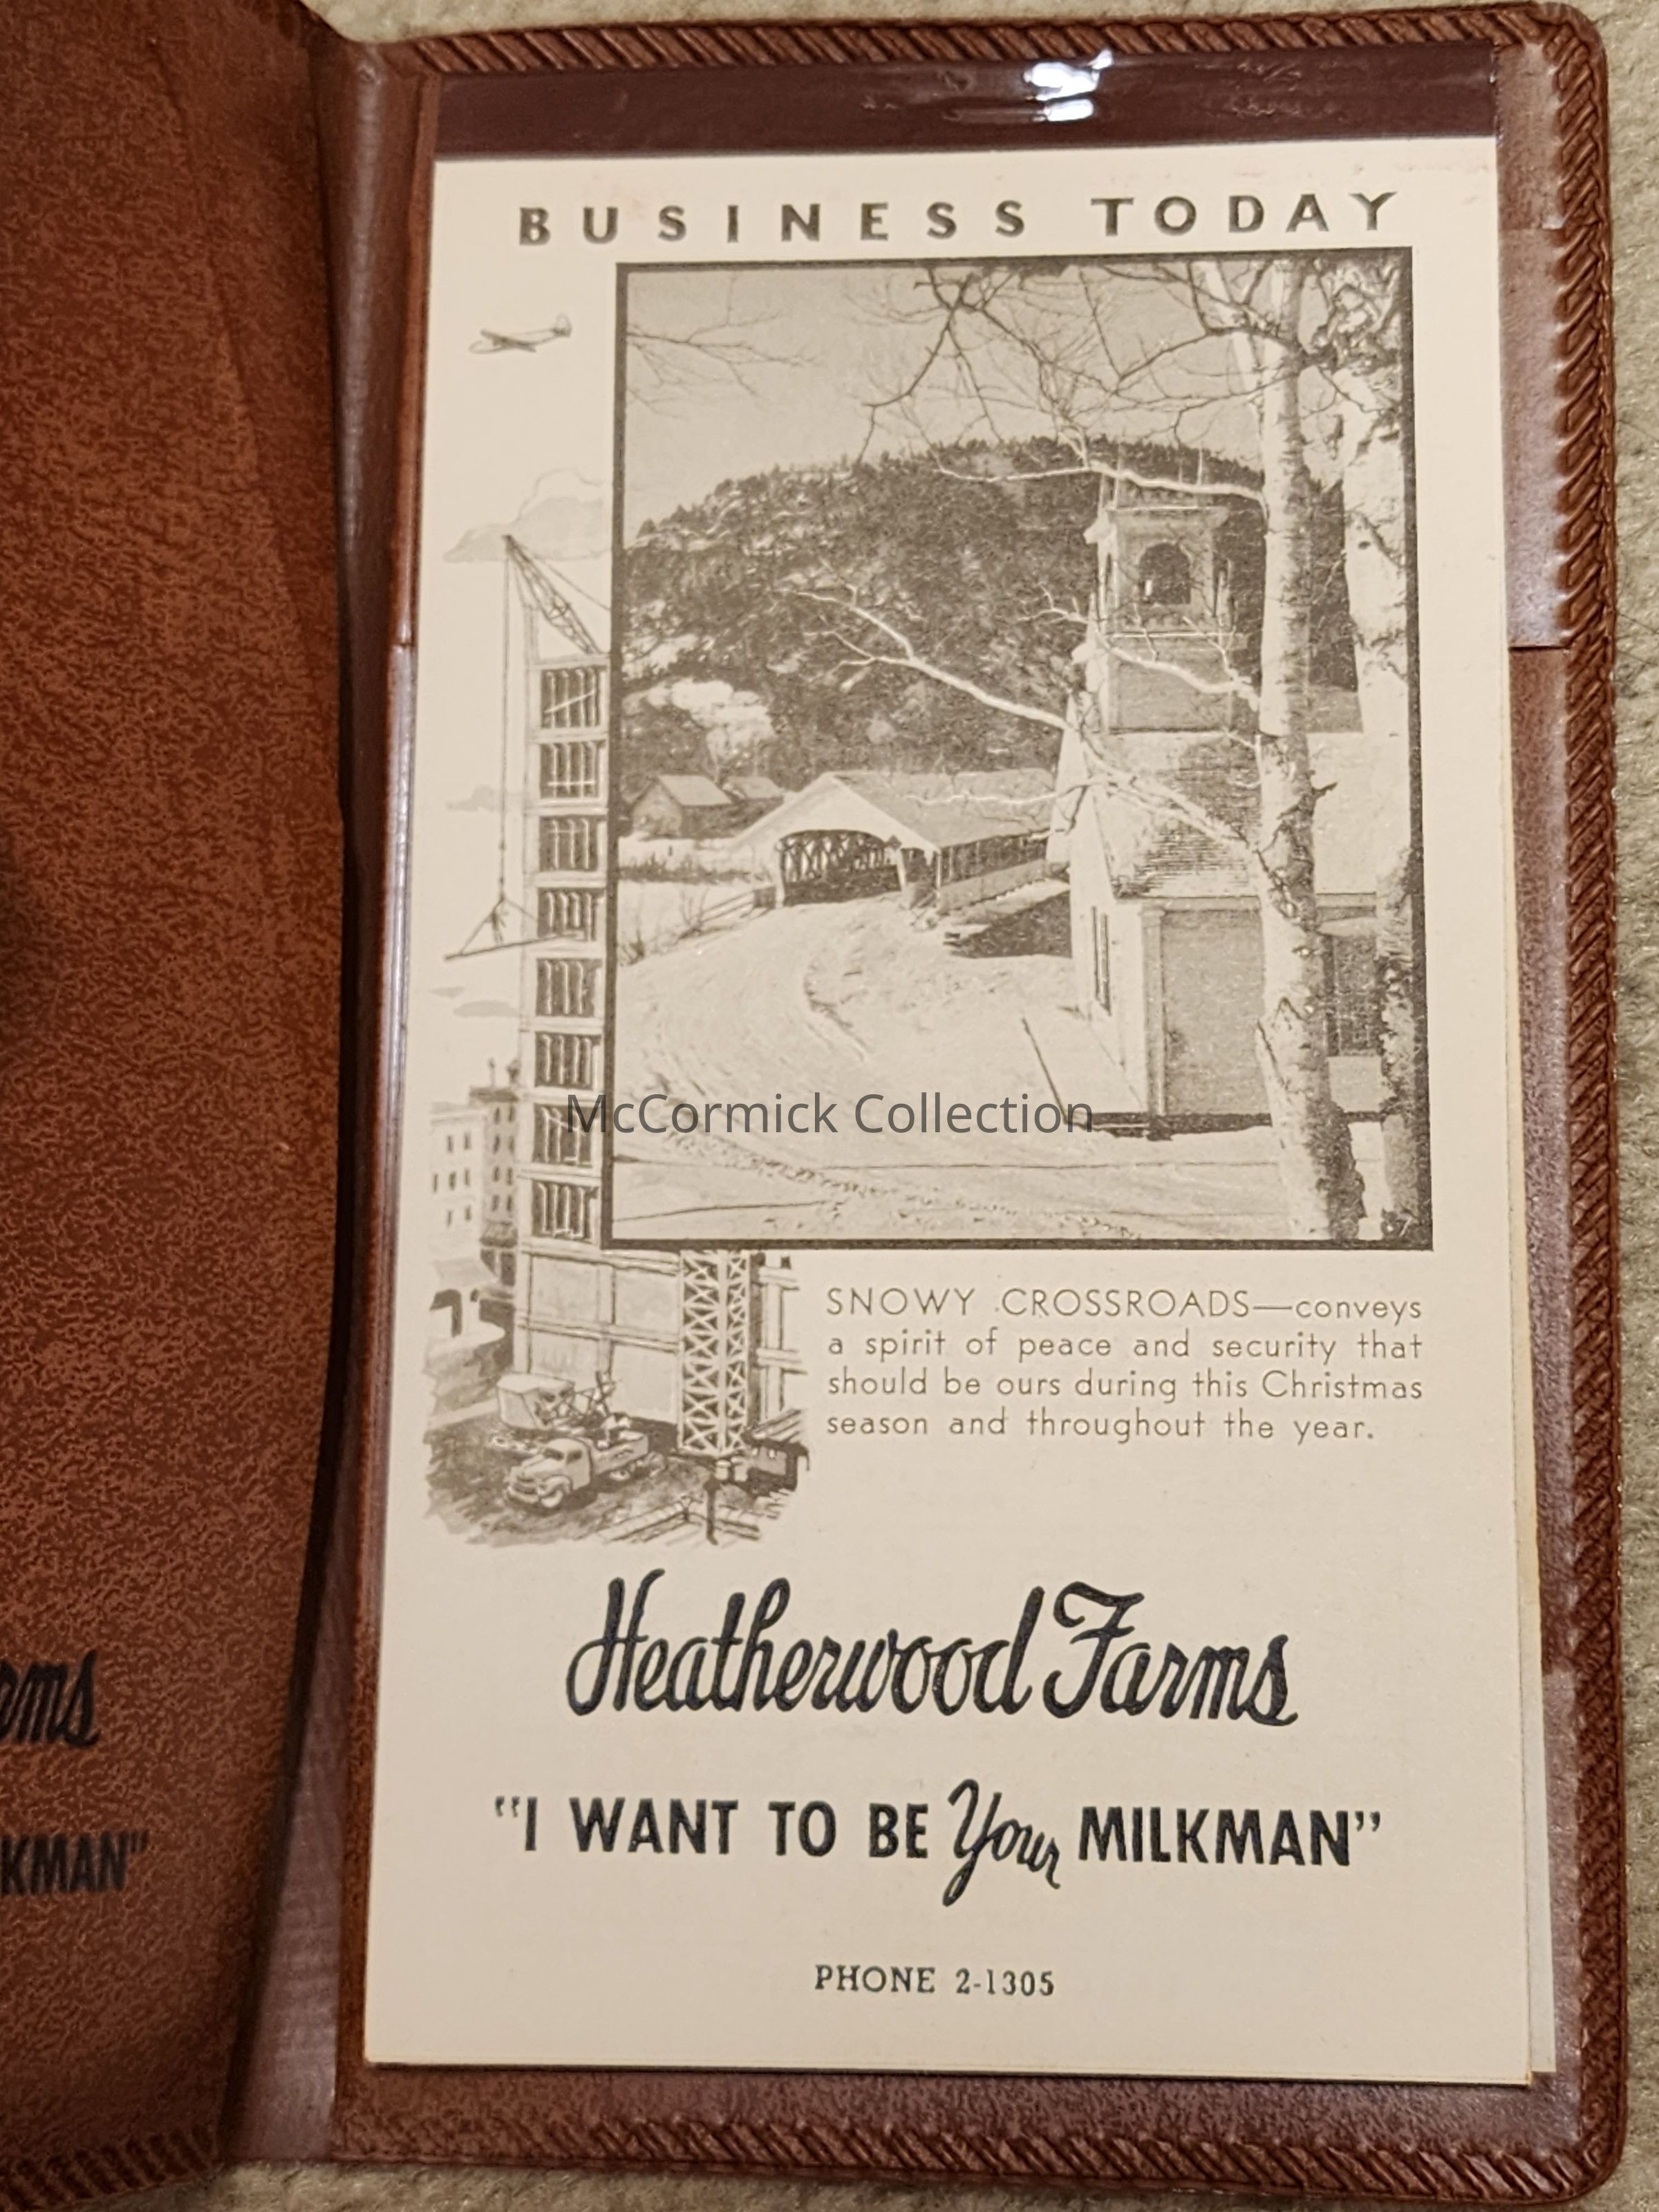 BUSINESS TODAY
McCormick Collection
SNOWY CROSSROADS—conveys
a spirit of peace and security that
should be ours during this Christmas
season and throughout the year.
Heatherwood Farms
"I WANT TO BE Your MILKMAN"
PHONE 2-1305
rms
KMAN"